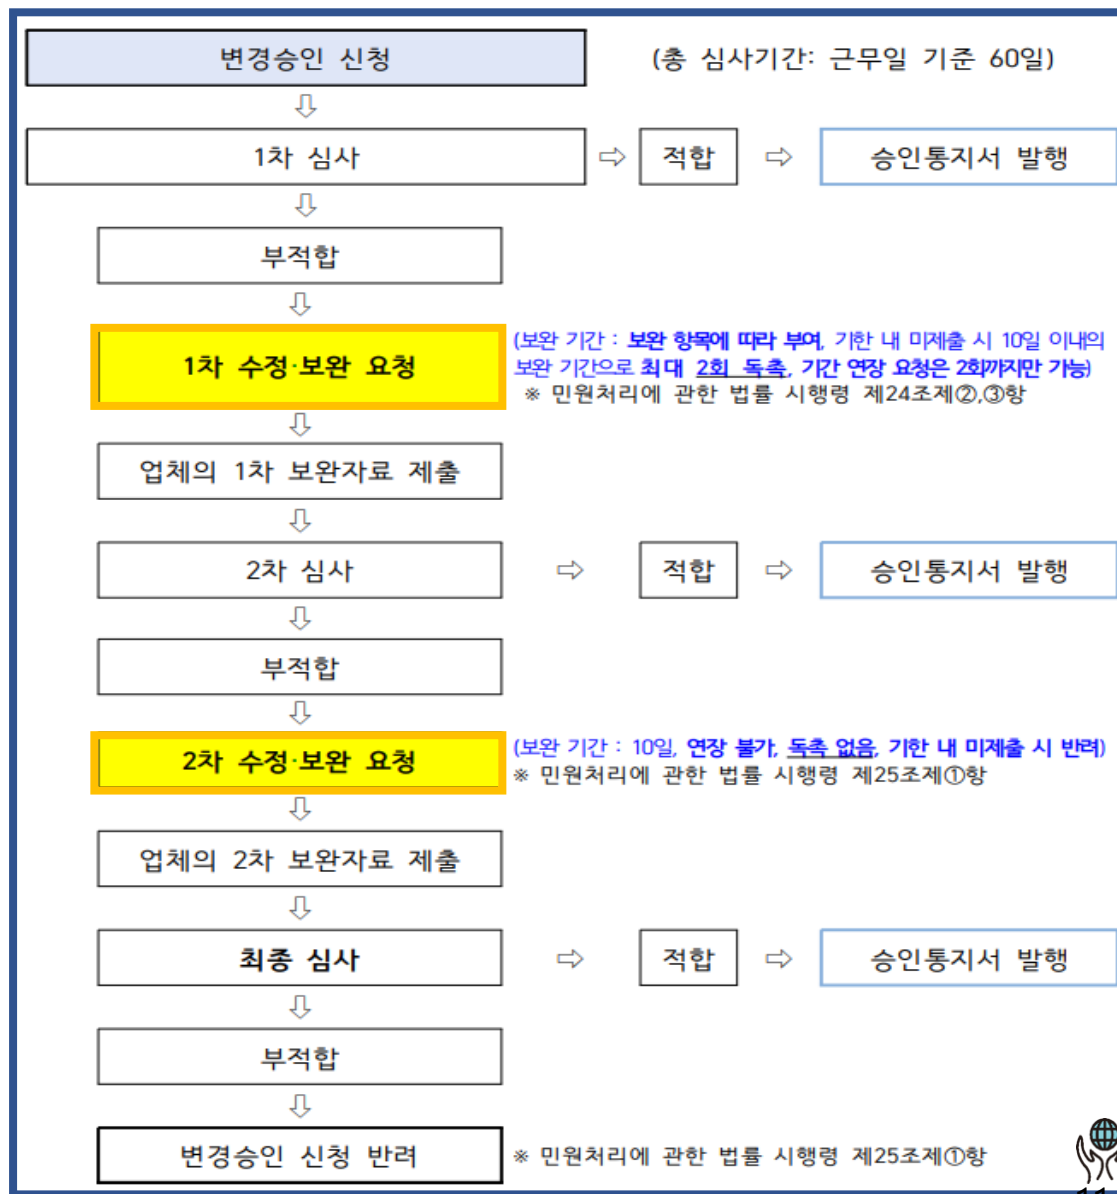 변경승인 신청
(총 심사기간: 근무일 기준 60일)
1차 심사
적합
승인통지서 발행
부적합
1차 수정·보완 요청
(보완 기간 : 보완 항목에 따라 부여, 기한 내 미제출 시 10일 이내의
보완 기간으로 최대 2회 독촉, 기간 연장 요청은 2회까지만 가능)
※ 민원처리에 관한 법률 시행령 제24조제②,③항
업체의 1차 보완자료 제출
2차 심사
적합
승인통지서 발행
부적합
2차 수정·보완 요청
(보완 기간 : 10일, 연장 불가, 독촉 없음, 기한 내 미제출 시 반려)
※ 민원처리에 관한 법률 시행령 제25조제①항
업체의 2차 보완자료 제출
최종 심사
적합
승인통지서 발행
부적합
변경승인 신청 반려
※ 민원처리에 관한 법률 시행령 제25조제①항